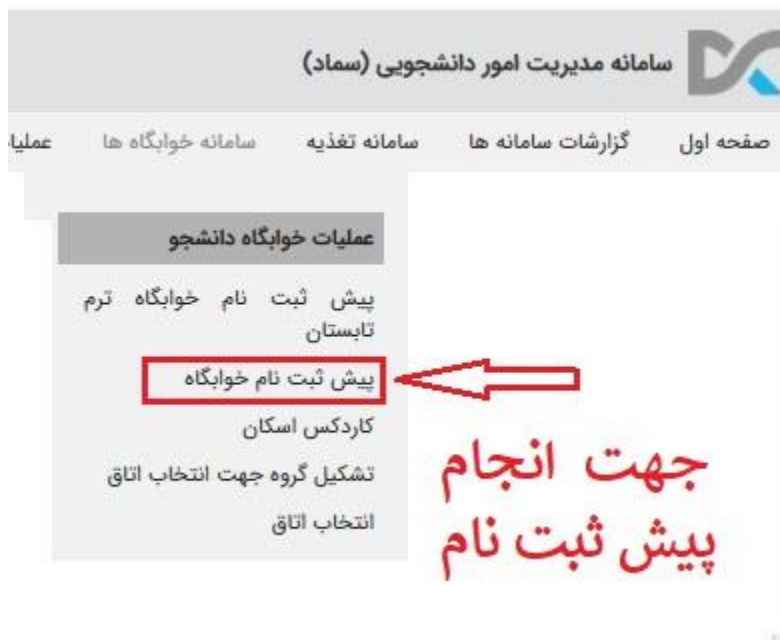 سامانه مدیریت امور دانشجویی (سماد)
صفحه اول گزارشات سامانه ها سامانه تغذیه سامانه خوابگاه ها
عملیات خوابگاه دانشجو
پیش ثبت نام خوابگاه ترم
تابستان
پیش ثبت نام خوابگاه
کاردکس اسکان
تشکیل گروه جهت انتخاب اتاق
انتخاب اتاق
جهت انجام
پیش ثبت نام